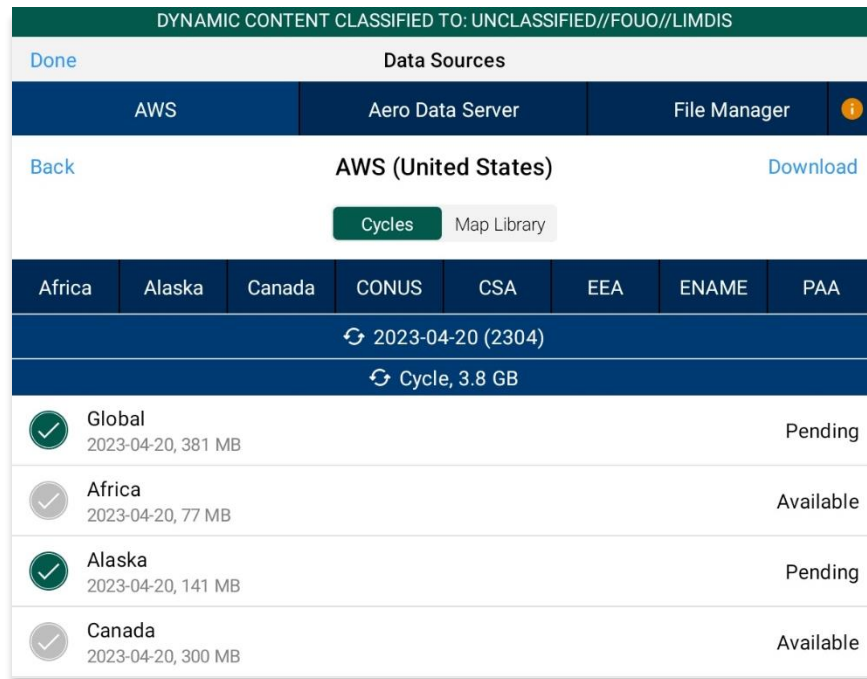 DYNAMIC CONTENT CLASSIFIED TO: UNCLASSIFIED//FOUO//LIMDIS
Done Data Sources
AWS Aero Data Server File Manager i
Back AWS (United States) Download
Cycles Map Library
Africa Alaska Canada CONUS CSA EEA ENAME PAA
2023-04-20 (2304)
Cycle, 3.8 GB
Global
2023-04-20, 381 MB
Pending
Africa
2023-04-20, 77 MB
Available
Alaska
2023-04-20, 141 MB
Pending
Canada
2023-04-20, 300 MB
Available